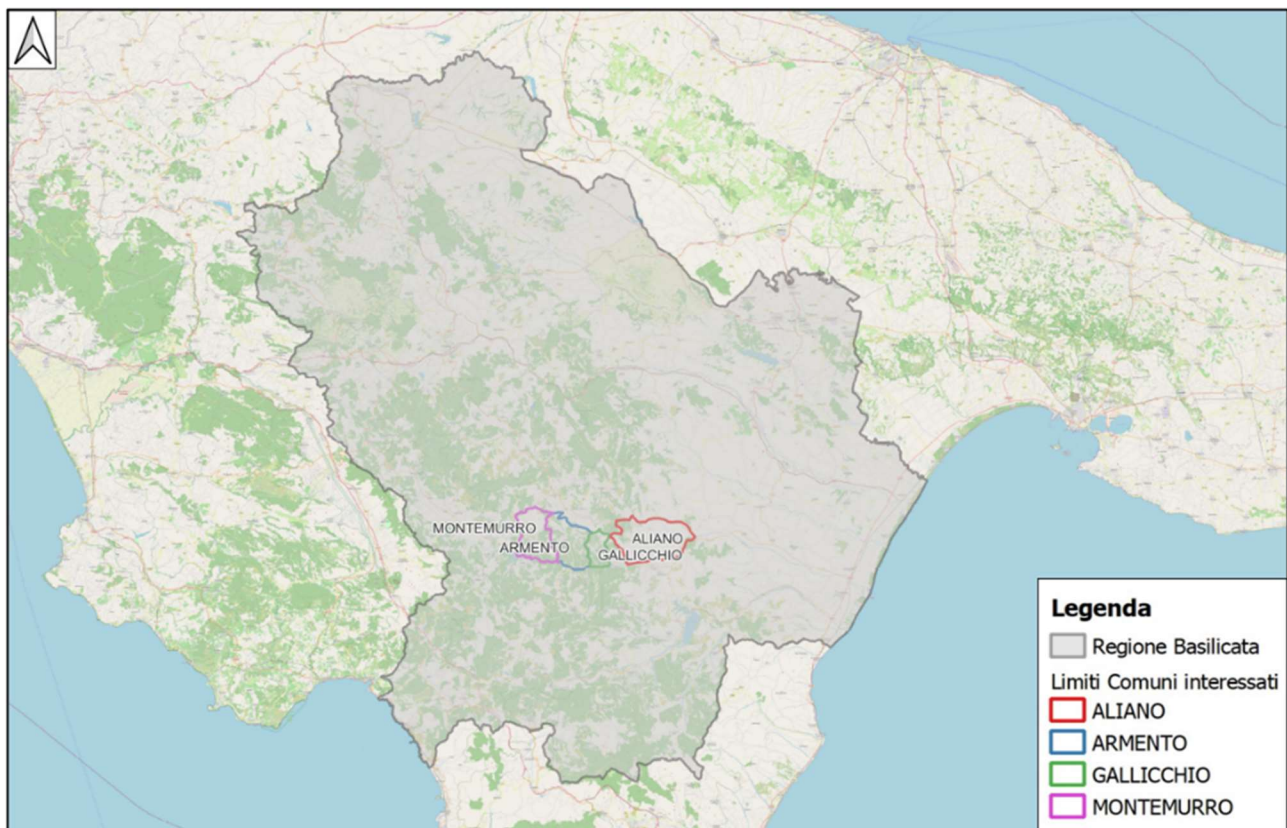 MONTEMURRO
ARMENTO
ALIANO
GALLICCHIO
Legenda
Regione Basilicata
Limiti Comuni interessati
ALIANO
ARMENTO
GALLICCHIO
MONTEMURRO